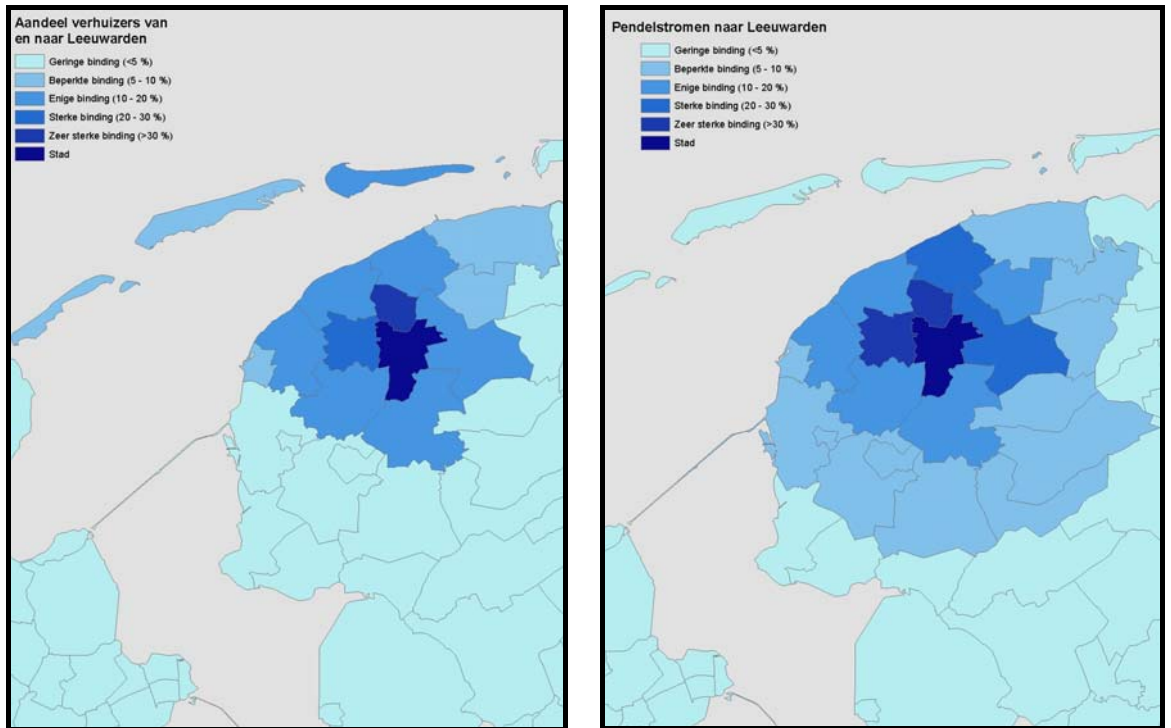 Aandeel verhuizers van
en naar Leeuwarden
Geringe binding (<5 %)
Beperkte binding (5 - 10 %)
Enige binding (10 - 20 %)
Sterke binding (20 - 30 %)
Zeer sterke binding (>30 %)
Stad
Pendelstromen naar Leeuwarden
Geringe binding (<5 %)
Beperkte binding (5 - 10 %)
Enige binding (10 - 20 %)
Sterke binding (20 - 30 %)
Zeer sterke binding (>30 %)
Stad